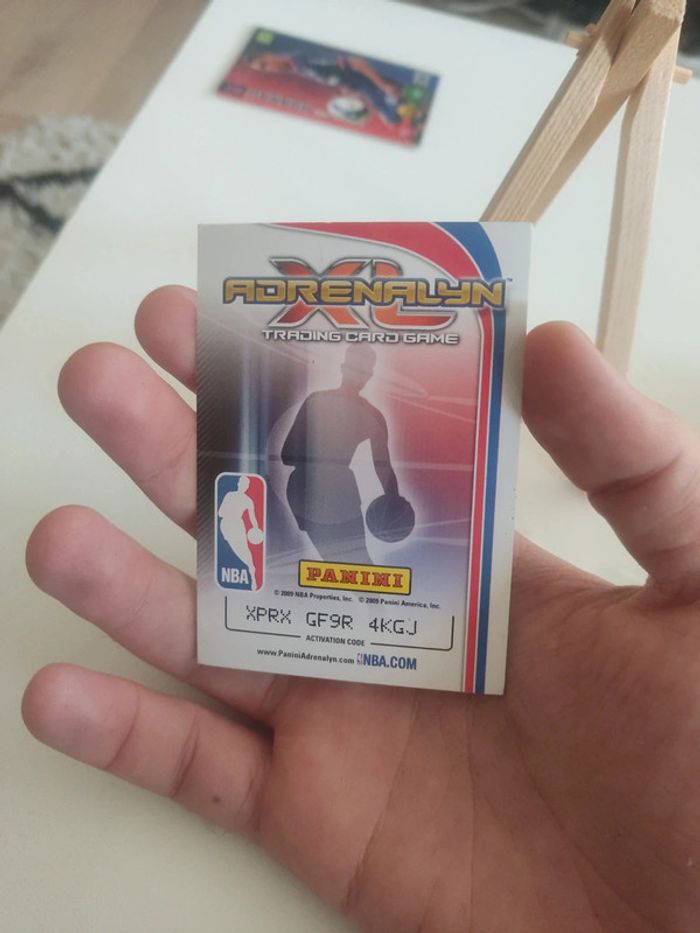 ADRENALYN
XL
TRADING CARD GAME
NBA
PANINI
© 2009 NBA Properties, Inc. © 2009 Panini America, Inc.
XPRX GF9R 4KGJ
ACTIVATION CODE
www.PaniniAdrenalyn.com NBA.COM